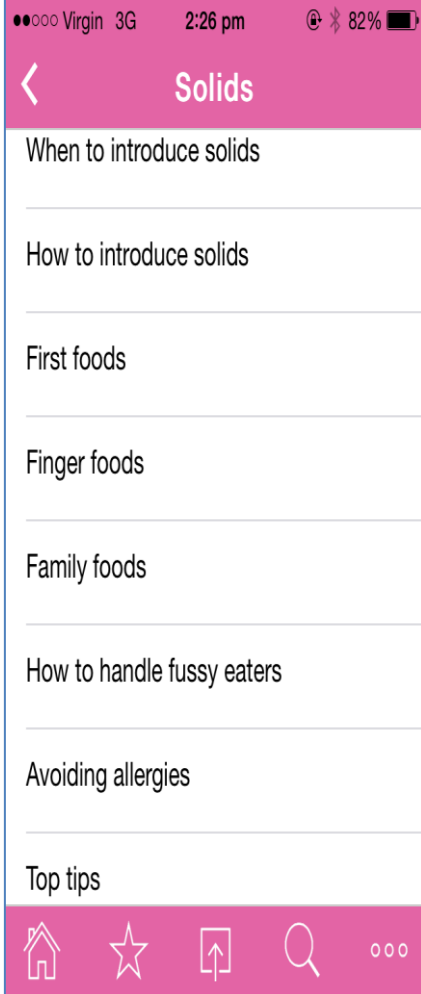 Virgin 3G 2:26 pm 82%
Solids
When to introduce solids
How to introduce solids
First foods
Finger foods
Family foods
How to handle fussy eaters
Avoiding allergies
Top tips